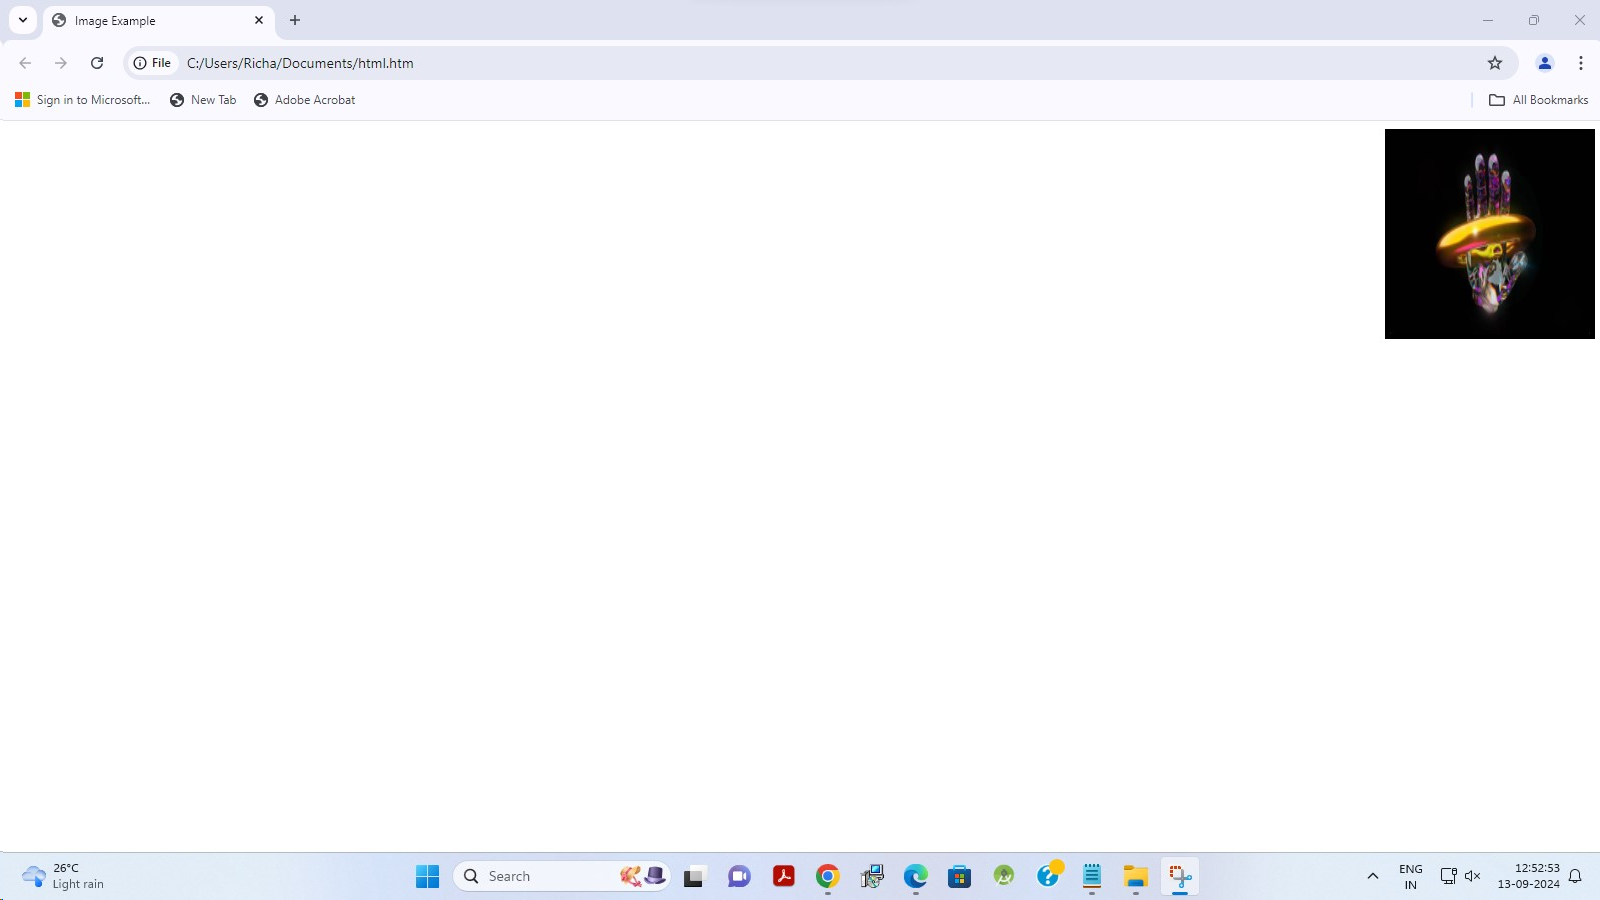 Image Example
File
C:/Users/Richa/Documents/html.htm
Sign in to Microsoft...
New Tab
Adobe Acrobat
All Bookmarks
26°C
Light rain
Search
ENG
IN
12:52:53
13-09-2024